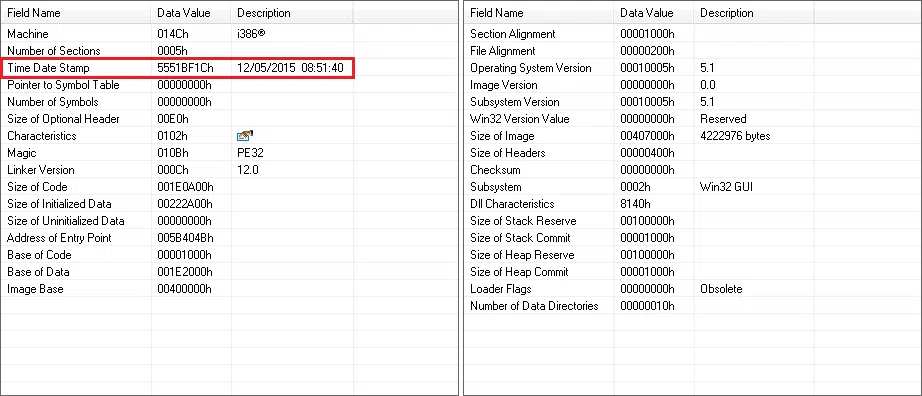 Field Name Data Value Description
Machine 014Ch i386®
Number of Sections 0005h
Time Date Stamp 5551BF1Ch 12/05/2015 08:51:40
Pointer to Symbol Table 00000000h
Number of Symbols 00000000h
Size of Optional Header 00E0h
Characteristics 0102h
Magic 010Bh PE32
Linker Version 000Ch 12.0
Size of Code 001E0A00h
Size of Initialized Data 00222A00h
Size of Uninitialized Data 00000000h
Address of Entry Point 005B404Bh
Base of Code 00001000h
Base of Data 001E2000h
Image Base 00400000h
Field Name Data Value Description
Section Alignment 00001000h
File Alignment 00000200h
Operating System Version 00010005h 5.1
Image Version 00000000h 0.0
Subsystem Version 00010005h 5.1
Win32 Version Value 00000000h Reserved
Size of Image 00407000h 4222976 bytes
Size of Headers 00000400h
Checksum 00000000h
Subsystem 0002h Win32 GUI
Dll Characteristics 8140h
Size of Stack Reserve 00100000h
Size of Stack Commit 00001000h
Size of Heap Reserve 00100000h
Size of Heap Commit 00001000h
Loader Flags 00000000h Obsolete
Number of Data Directories 00000010h